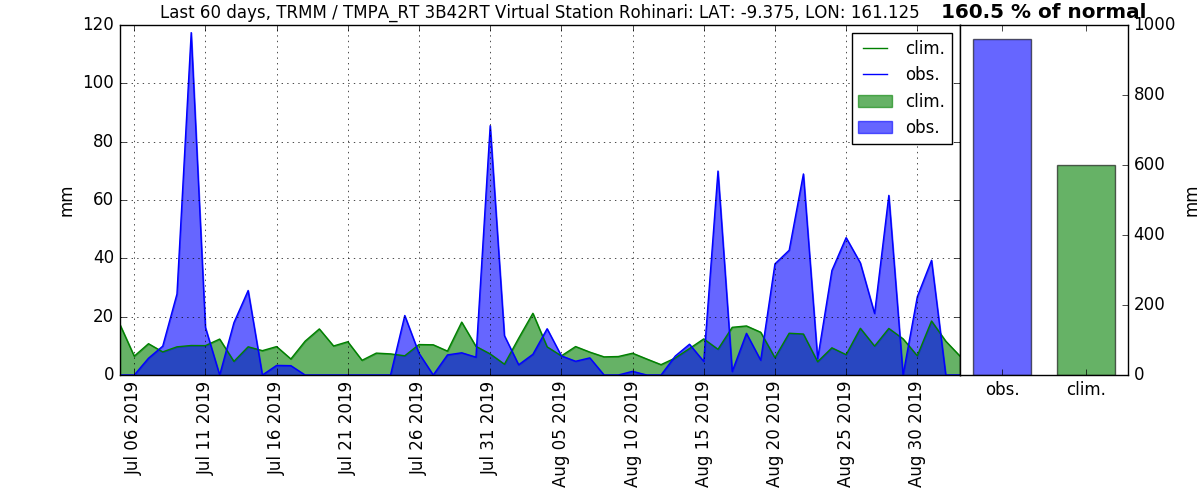 Last 60 days, TRMM / TMPA_RT 3B42RT Virtual Station Rohinari: LAT: -9.375, LON: 161.125
160.5 % of normal
120
100
80
60
40
20
0
mm
clim.
obs.
clim.
obs.
Jul 06 2019
Jul 11 2019
Jul 16 2019
Jul 21 2019
Jul 26 2019
Jul 31 2019
Aug 05 2019
Aug 10 2019
Aug 15 2019
Aug 20 2019
Aug 25 2019
Aug 30 2019
1000
800
600
400
200
0
mm
obs.
clim.